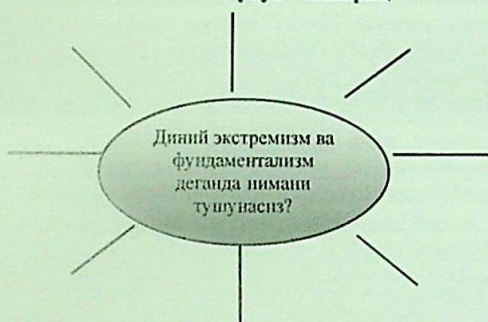 Диний экстремизм ва
фундаментализм
деганда нимани
тушунасиз?